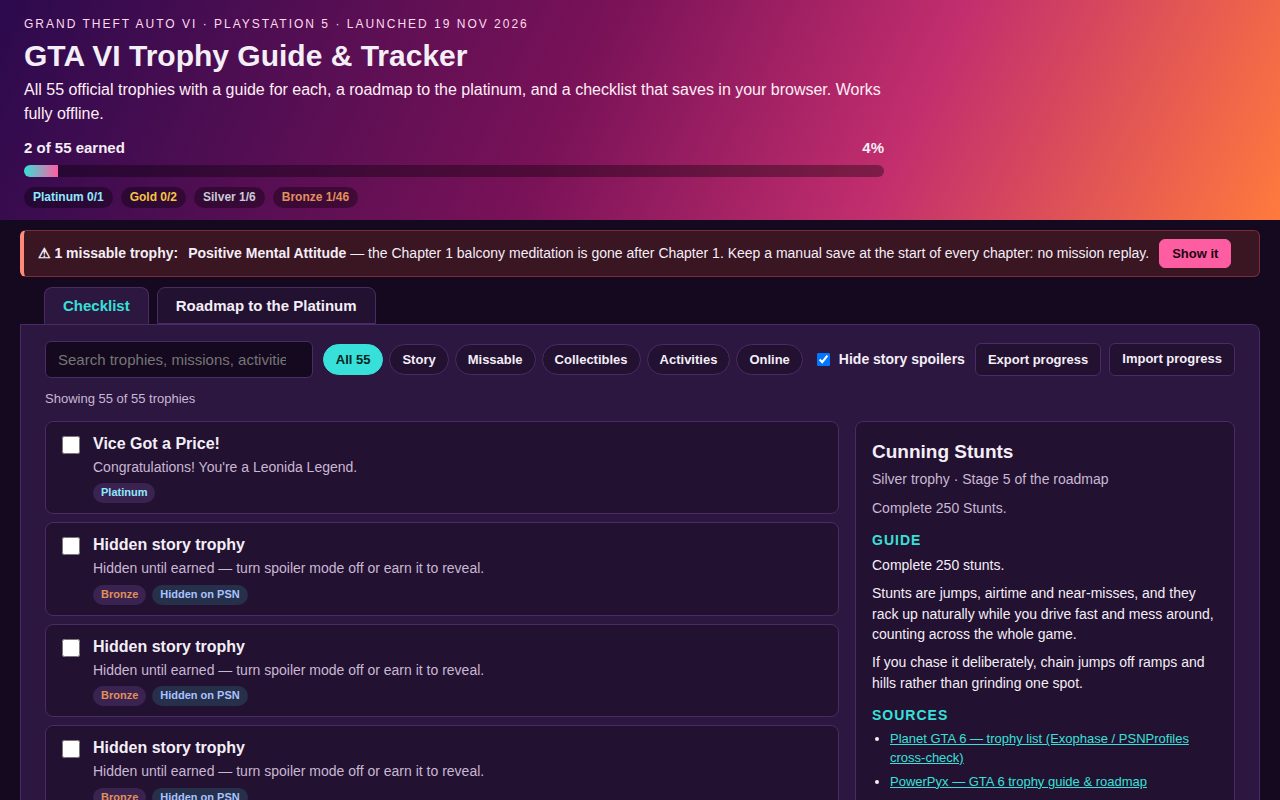 GRAND THEFT AUTO VI · PLAYSTATION 5 · LAUNCHED 19 NOV 2026
GTA VI Trophy Guide & Tracker
All 55 official trophies with a guide for each, a roadmap to the platinum, and a checklist that saves in your browser. Works
fully offline.
2 of 55 earned 4%
Platinum 0/1 Gold 0/2 Silver 1/6 Bronze 1/46
⚠ 1 missable trophy: Positive Mental Attitude — the Chapter 1 balcony meditation is gone after Chapter 1. Keep a manual save at the start of every chapter: no mission replay. Show it
Checklist Roadmap to the Platinum
Search trophies, missions, activitie All 55 Story Missable Collectibles Activities Online Hide story spoilers Export progress Import progress
Showing 55 of 55 trophies
Vice Got a Price!
Congratulations! You're a Leonida Legend.
Platinum
Hidden story trophy
Hidden until earned — turn spoiler mode off or earn it to reveal.
Bronze Hidden on PSN
Hidden story trophy
Hidden until earned — turn spoiler mode off or earn it to reveal.
Bronze Hidden on PSN
Hidden story trophy
Hidden until earned — turn spoiler mode off or earn it to reveal.
Bronze Hidden on PSN
Cunning Stunts
Silver trophy · Stage 5 of the roadmap
Complete 250 Stunts.
GUIDE
Complete 250 stunts.
Stunts are jumps, airtime and near-misses, and they
rack up naturally while you drive fast and mess around,
counting across the whole game.
If you chase it deliberately, chain jumps off ramps and
hills rather than grinding one spot.
SOURCES
• Planet GTA 6 — trophy list (Exophase / PSNProfiles
cross-check)
• PowerPyx — GTA 6 trophy guide & roadmap